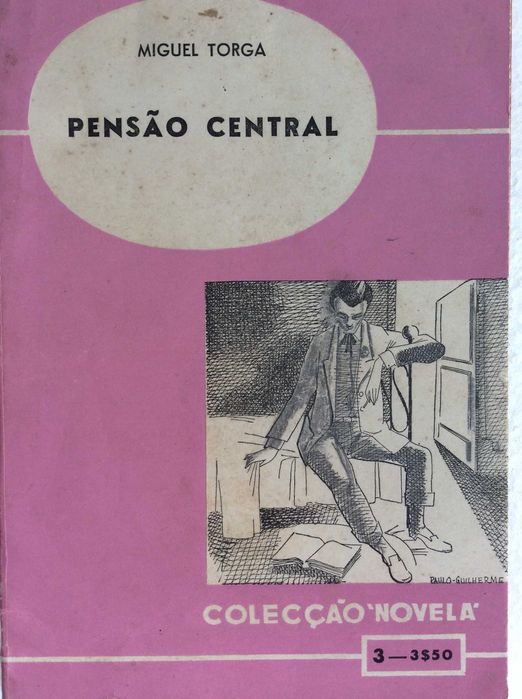 MIGUEL TORGA
PENSÃO CENTRAL
PAULO-GUILHERME
COLECÇÃO 'NOVELA'
3 — 3$50